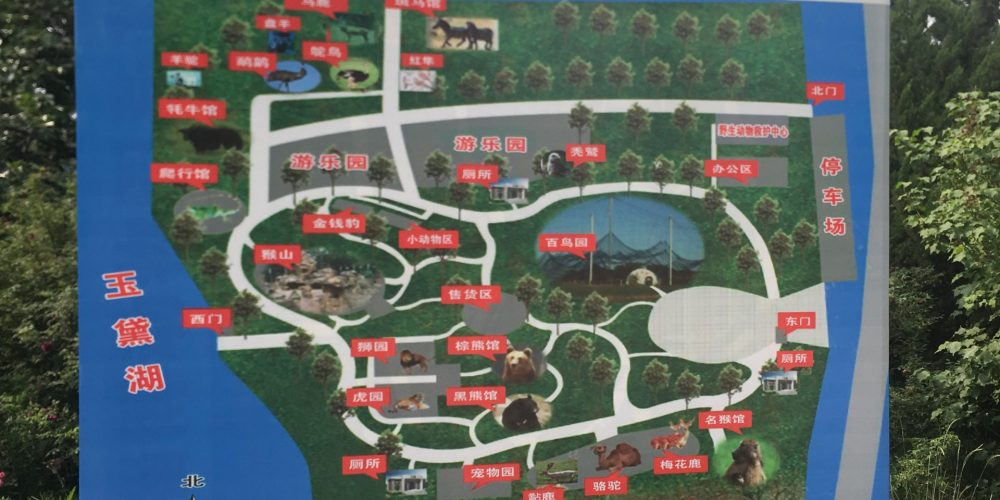 马鹿
斑马馆
盘羊
鸵鸟
羊驼
鸸鹋
红隼
牦牛馆
北门
野生动物救护中心
游乐园
游乐园
秃鹫
停车场
爬行馆
厕所
办公区
金钱豹
小动物区
百鸟园
猴山
售货区
玉黛湖
西门
东门
狮园
棕熊馆
厕所
虎园
黑熊馆
名猴馆
厕所
宠物园
梅花鹿
骆驼
北